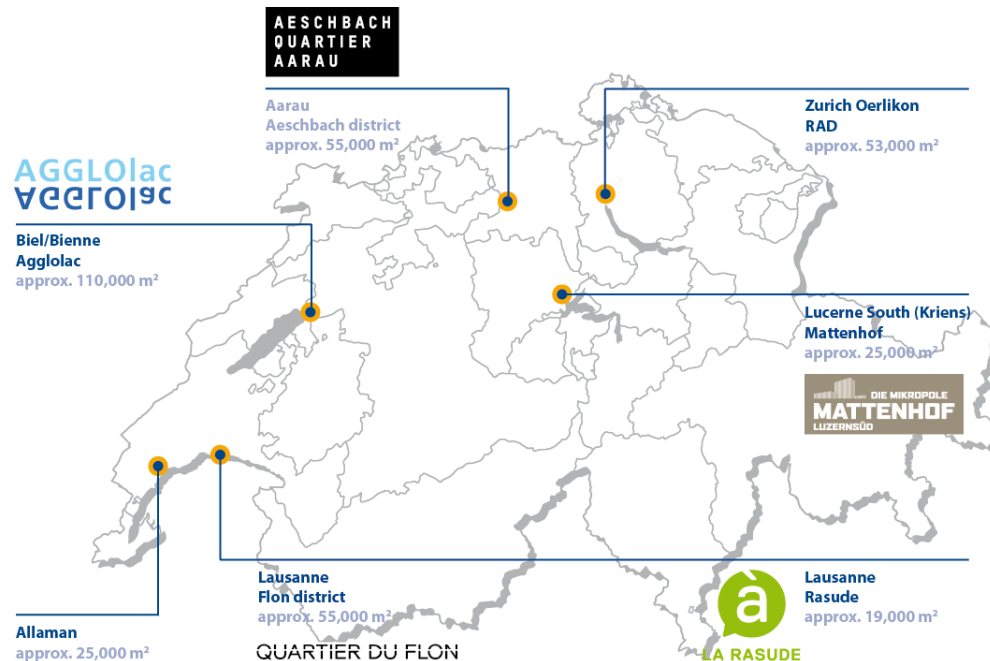 AESCHBACH
QUARTIER
AARAU
Aarau
Aeschbach district
approx. 55,000 m²
Zurich Oerlikon
RAD
approx. 53,000 m²
AGGLOlac
AGGLOlac
Biel/Bienne
Agglolac
approx. 110,000 m²
Lucerne South (Kriens)
Mattenhof
approx. 25,000 m²
DIE MIKROPOLE
MATTENHOF
LUZERNSÜD
Lausanne
Flon district
approx. 55,000 m²
QUARTIER DU FLON
à
LA RASUDE
Lausanne
Rasude
approx. 19,000 m²
Allaman
approx. 25,000 m²